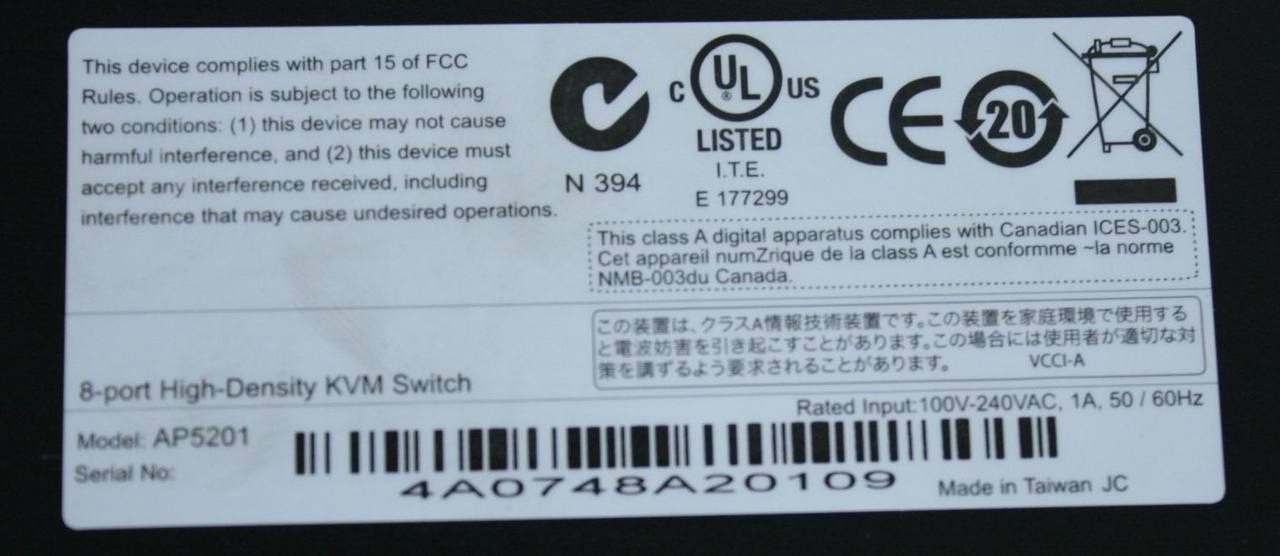 This device complies with part 15 of FCC
Rules. Operation is subject to the following
two conditions: (1) this device may not cause
harmful interference, and (2) this device must
accept any interference received, including
interference that may cause undesired operations.
N 394
C UL US
®
LISTED
I.T.E.
E 177299
CE
20
This class A digital apparatus complies with Canadian ICES-003.
Cet appareil numZrique de la class A est conformme ~la norme
NMB-003du Canada.
この装置は、クラスA情報技術装置です。この装置を家庭環境で使用する
と電波妨害を引き起こすことがあります。この場合には使用者が適切な対
策を講ずるよう要求されることがあります。 VCCI-A
8-port High-Density KVM Switch
Rated Input:100V-240VAC, 1A, 50 / 60Hz
Model: AP5201
Serial No:
4A0748A20109
Made in Taiwan JC